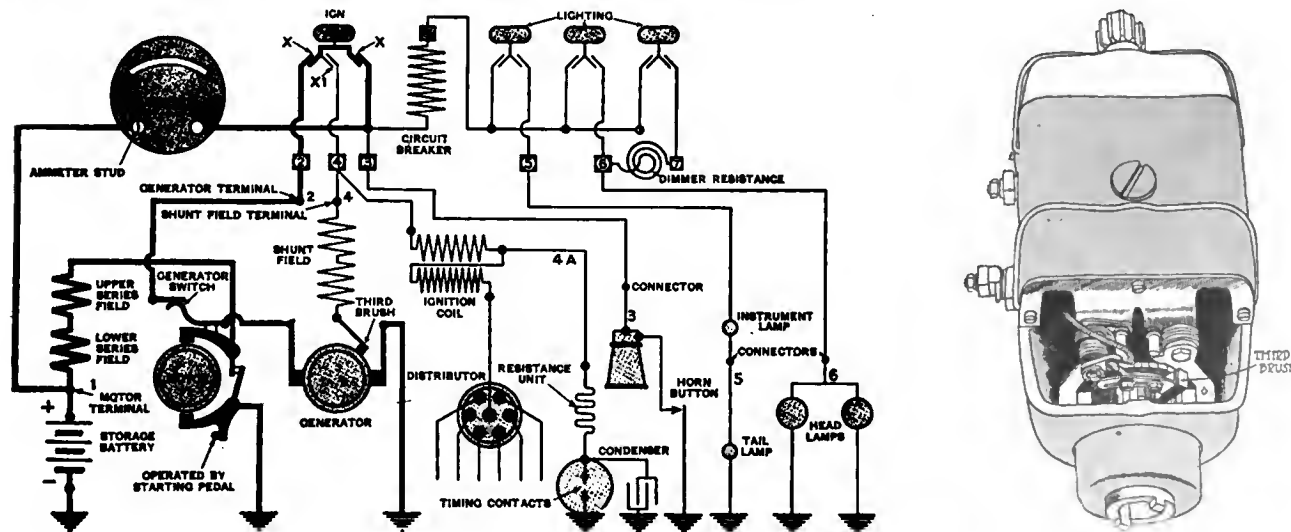 IGN
LIGHTING
X
X
X1
AMMETER STUD
CIRCUIT
BREAKER
2
4
3
5
6
7
DIMMER RESISTANCE
GENERATOR TERMINAL
2
SHUNT FIELD TERMINAL
4
SHUNT
FIELD
GENERATOR
SWITCH
UPPER
SERIES
FIELD
LOWER
SERIES
FIELD
THIRD
BRUSH
IGNITION
COIL
4A
CONNECTOR
3
INSTRUMENT
LAMP
CONNECTORS
5
6
1
MOTOR
TERMINAL
+
STORAGE
BATTERY
-
GENERATOR
DISTRIBUTOR
RESISTANCE
UNIT
HORN
BUTTON
HEAD
LAMPS
TAIL
LAMP
CONDENSER
OPERATED BY
STARTING PEDAL
TIMING CONTACTS
THIRD
BRUSH